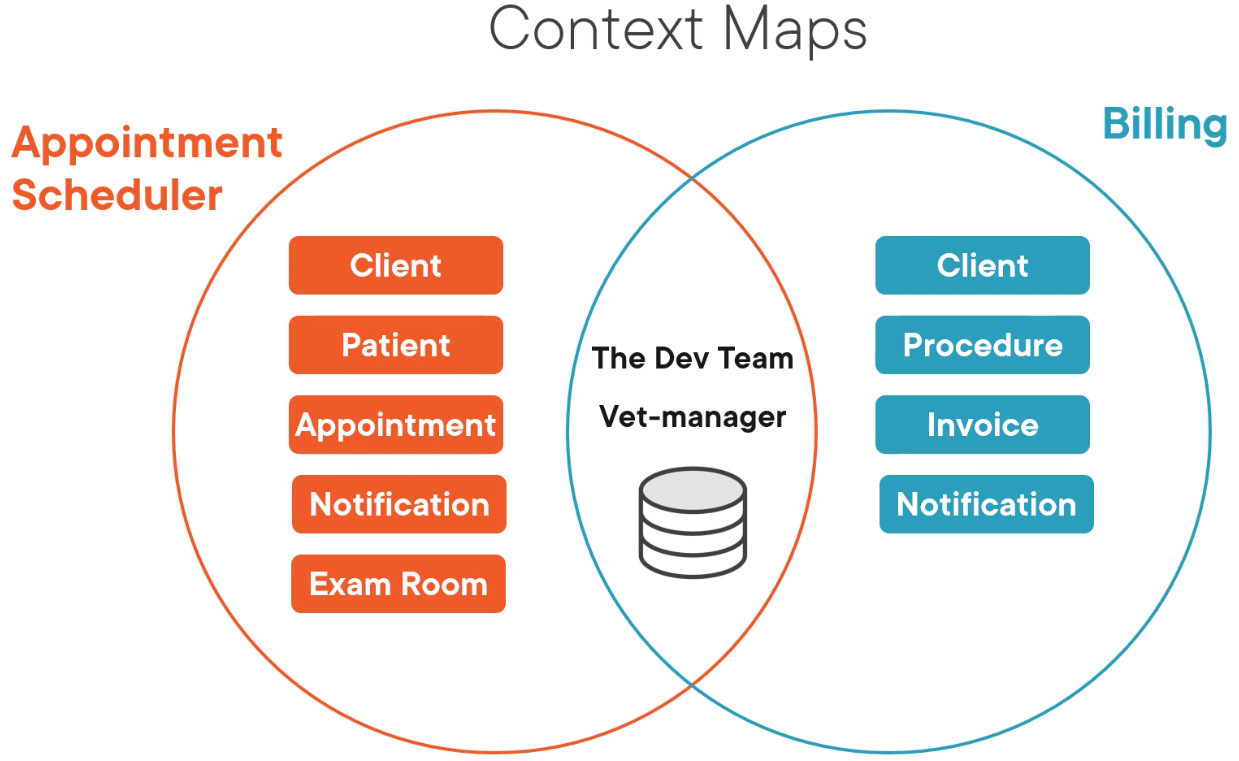 Context Maps
Appointment
Scheduler
Billing
Client
Patient
Appointment
Notification
Exam Room
The Dev Team
Vet-manager
Client
Procedure
Invoice
Notification